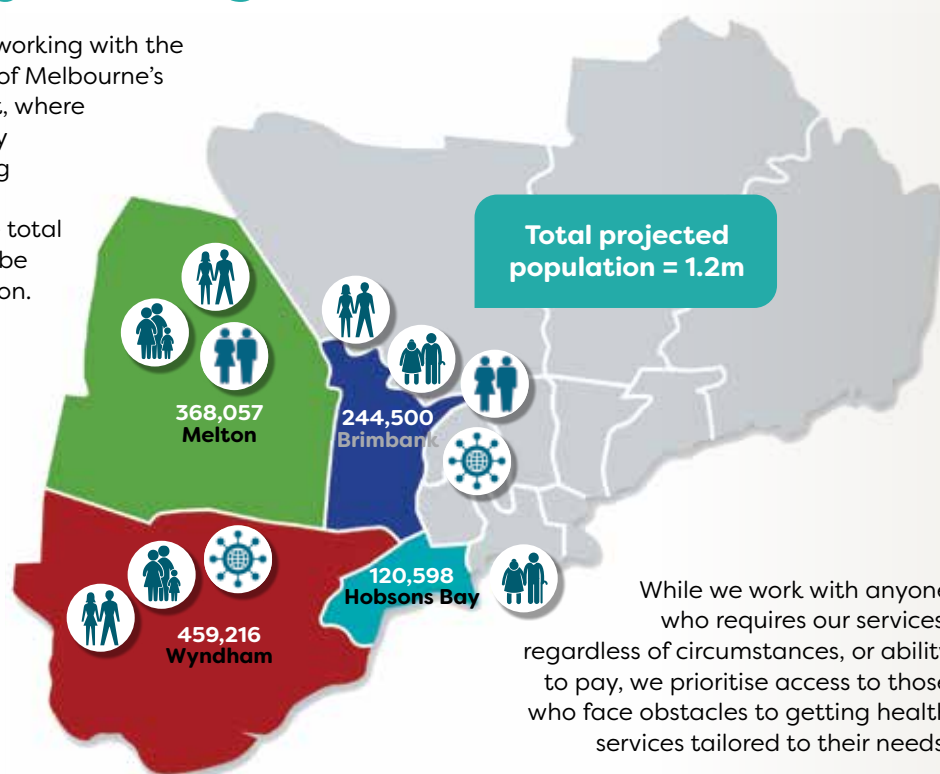 working with the
of Melbourne's
, where
total
be
on.
Total projected
population = 1.2m
368,057
Melton
244,500
Brimbank
120,598
Hobsons Bay
459,216
Wyndham
While we work with anyone
who requires our services
regardless of circumstances, or ability
to pay, we prioritise access to those
who face obstacles to getting health
services tailored to their needs